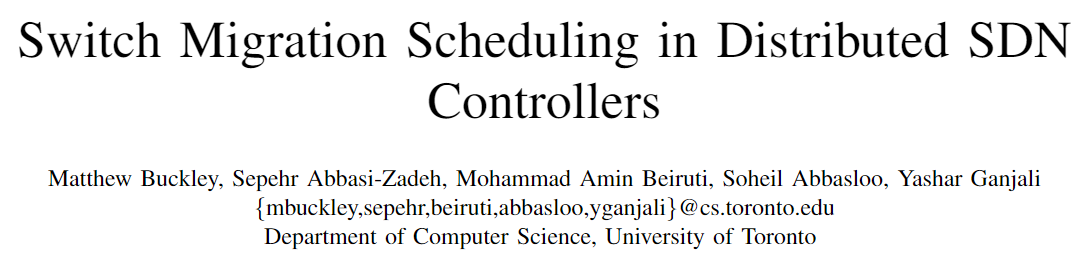 Switch Migration Scheduling in Distributed SDN
Controllers
Matthew Buckley, Sepehr Abbasi-Zadeh, Mohammad Amin Beiruti, Soheil Abbasloo, Yashar Ganjali
{mbuckley,sepehr,beiruti,abbasloo,yganjali}@cs.toronto.edu
Department of Computer Science, University of Toronto